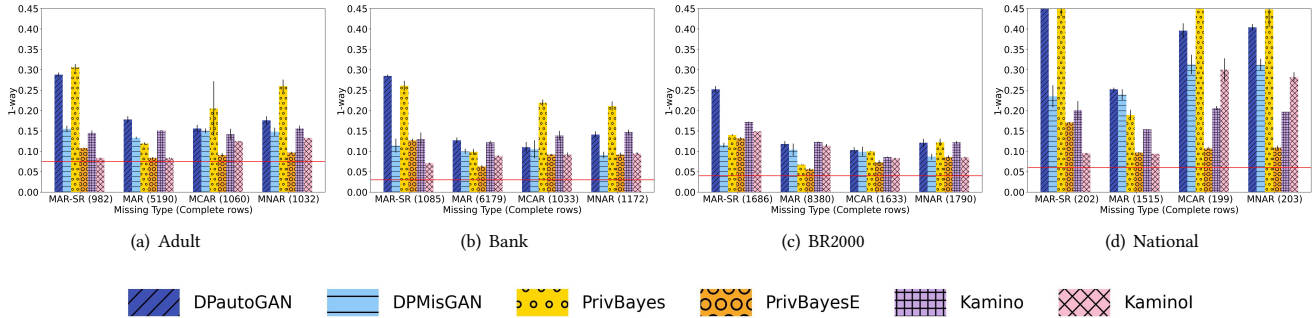 0.45
0.40
0.35
0.30
0.25
0.20
0.15
0.10
0.05
0.00
1-way
MAR-SR (982) MAR (5190) MCAR (1060) MNAR (1032)
Missing Type (Complete rows)
(a) Adult
0.45
0.40
0.35
0.30
0.25
0.20
0.15
0.10
0.05
0.00
1-way
MAR-SR (1085) MAR (6179) MCAR (1033) MNAR (1172)
Missing Type (Complete rows)
(b) Bank
0.45
0.40
0.35
0.30
0.25
0.20
0.15
0.10
0.05
0.00
1-way
MAR-SR (1686) MAR (8380) MCAR (1633) MNAR (1790)
Missing Type (Complete rows)
(c) BR2000
0.45
0.40
0.35
0.30
0.25
0.20
0.15
0.10
0.05
0.00
1-way
MAR-SR (202) MAR (1515) MCAR (199) MNAR (203)
Missing Type (Complete rows)
(d) National
DPautoGAN DPMisGAN PrivBayes PrivBayesE Kamino KaminoI